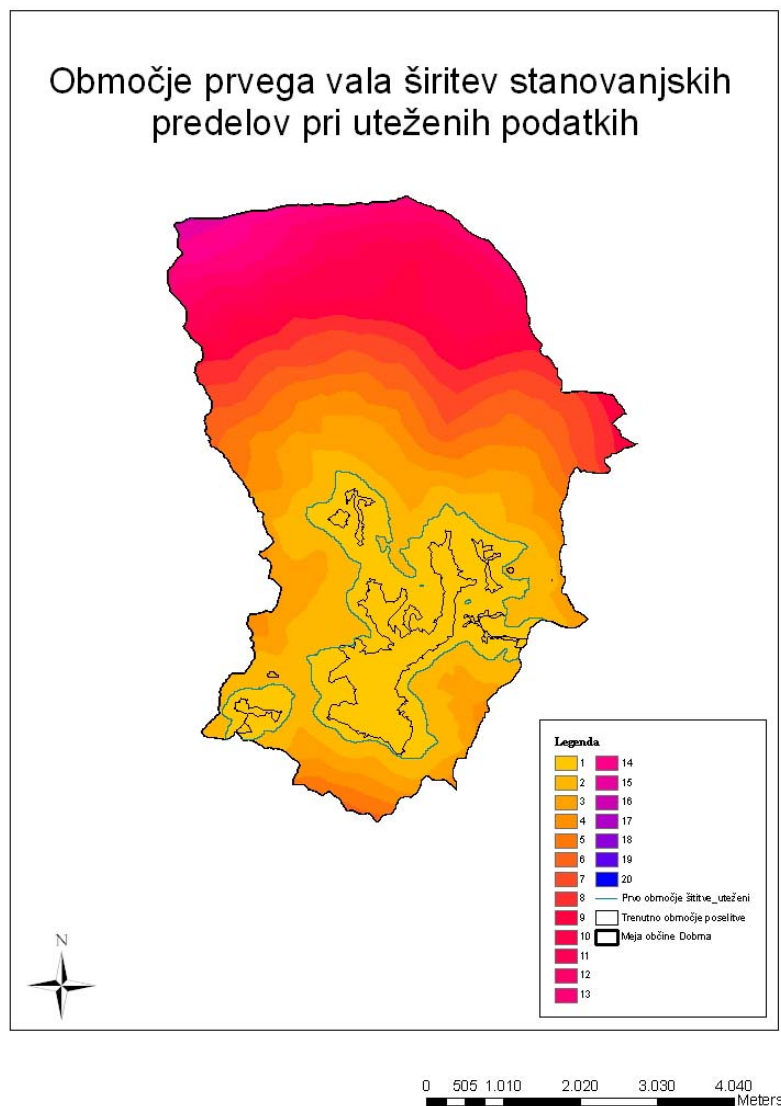 Območje prvega vala širitev stanovanjskih
predelov pri uteženih podatkih
Legenda
1
2
3
4
5
6
7
8
9
10
11
12
13
14
15
16
17
18
19
20
Prvo območje šititve_uteženi
Trenutno območje poselitve
Meja občine Dobrna
N
0 505 1.010 2.020 3.030 4.040
Meters